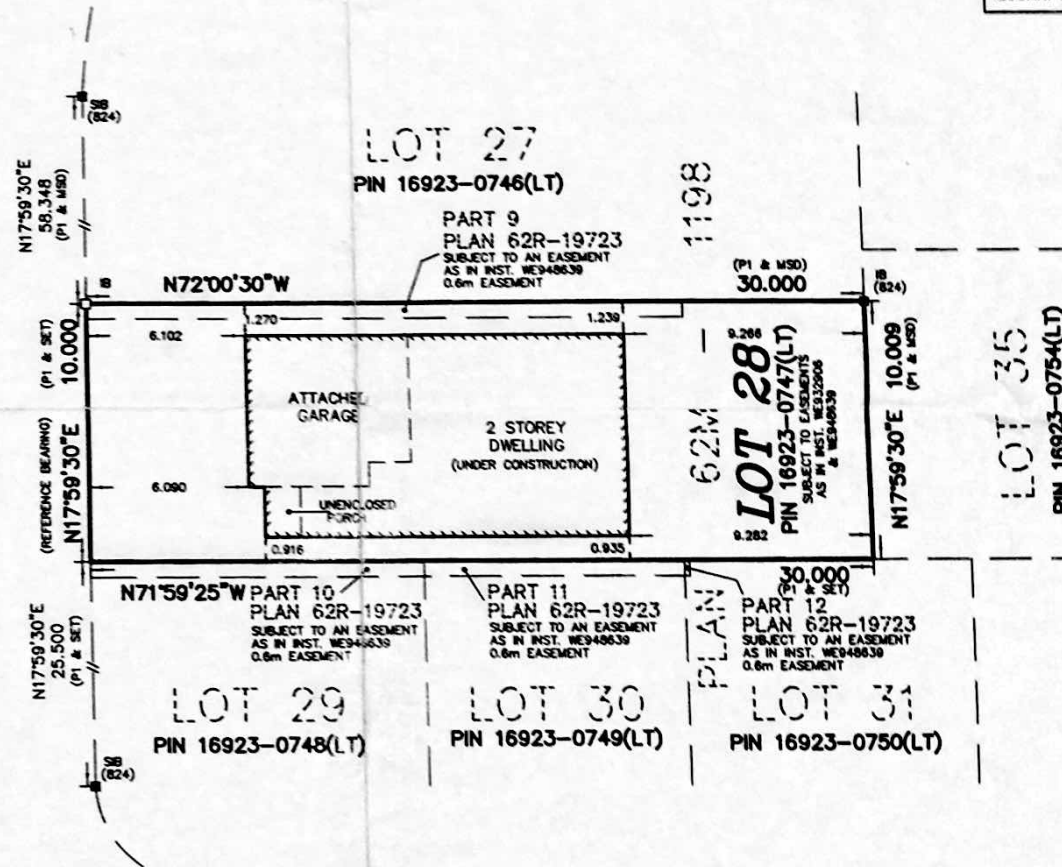 SIB
(824)
N17°59'30"E
58.348
(P1 & MSD)
LOT 27
PIN 16923-0746(LT)
1198
PART 9
PLAN 62R-19723
SUBJECT TO AN EASEMENT
AS IN INST. WE948639
0.6m EASEMENT
IB
N72°00'30"W
(P1 & MSD)
30.000
IB
(824)
1.270
1.239
6.102
9.266
(P1 & SET)
10.000
(REFERENCE BEARING)
N17°59'30"E
ATTACHED
GARAGE
2 STOREY
DWELLING
(UNDER CONSTRUCTION)
62M -
LOT 28
PIN 16923-0747(LT)
SUBJECT TO EASEMENTS
AS IN INST. WE932906
& WE948639
N17°59'30"E 10.009
(P1 & MSD)
LOT 35
PIN 16923-0754(LT)
6.090
UNENCLOSED
PORCH
0.916
0.935
9.282
N71°59'25"W
30.000
(P1 & SET)
PART 10
PLAN 62R-19723
SUBJECT TO AN EASEMENT
AS IN INST. WE948639
0.6m EASEMENT
PART 11
PLAN 62R-19723
SUBJECT TO AN EASEMENT
AS IN INST. WE948639
0.6m EASEMENT
PLAN
PART 12
PLAN 62R-19723
SUBJECT TO AN EASEMENT
AS IN INST. WE948639
0.6m EASEMENT
N17°59'30"E
25.500
(P1 & SET)
LOT 29
PIN 16923-0748(LT)
LOT 30
PIN 16923-0749(LT)
LOT 31
PIN 16923-0750(LT)
SIB
(824)